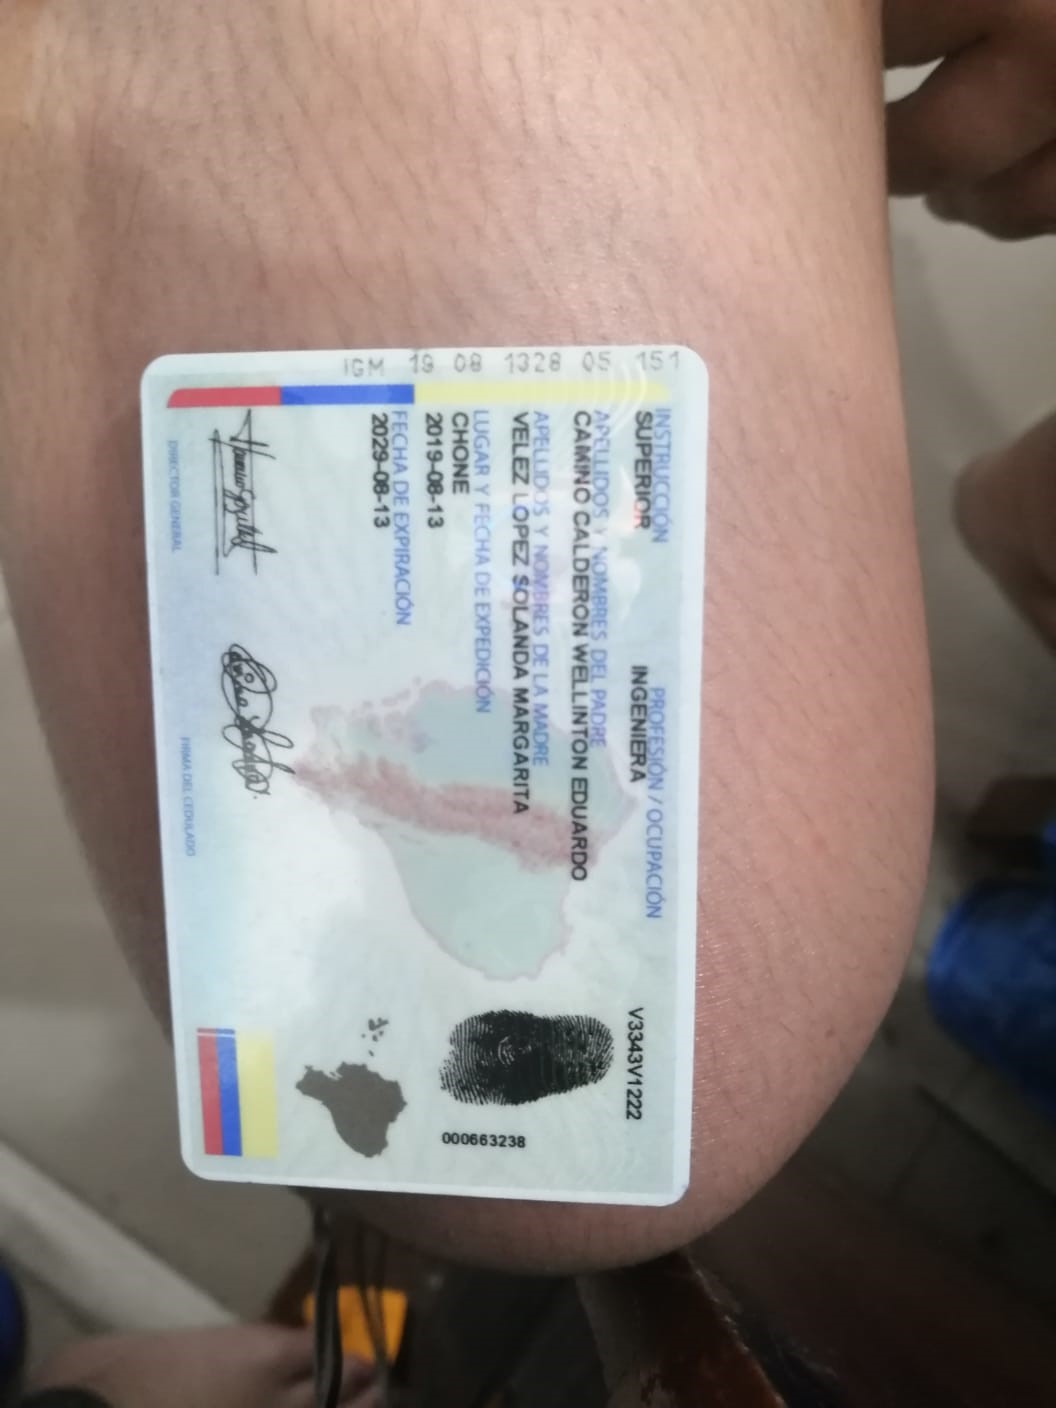 INSTRUCCIÓN
SUPERIOR
PROFESIÓN / OCUPACIÓN
INGENIERA
V3343V1222
APELLIDOS Y NOMBRES DEL PADRE
CAMINO CALDERON WELLINTON EDUARDO
APELLIDOS Y NOMBRES DE LA MADRE
VELEZ LOPEZ SOLANDA MARGARITA
LUGAR Y FECHA DE EXPEDICIÓN
CHONE
2019-08-13
FECHA DE EXPIRACIÓN
2029-08-13
000663238
DIRECTOR GENERAL
FIRMA DEL CEDULADO
IGM 19 08 1328 05 151